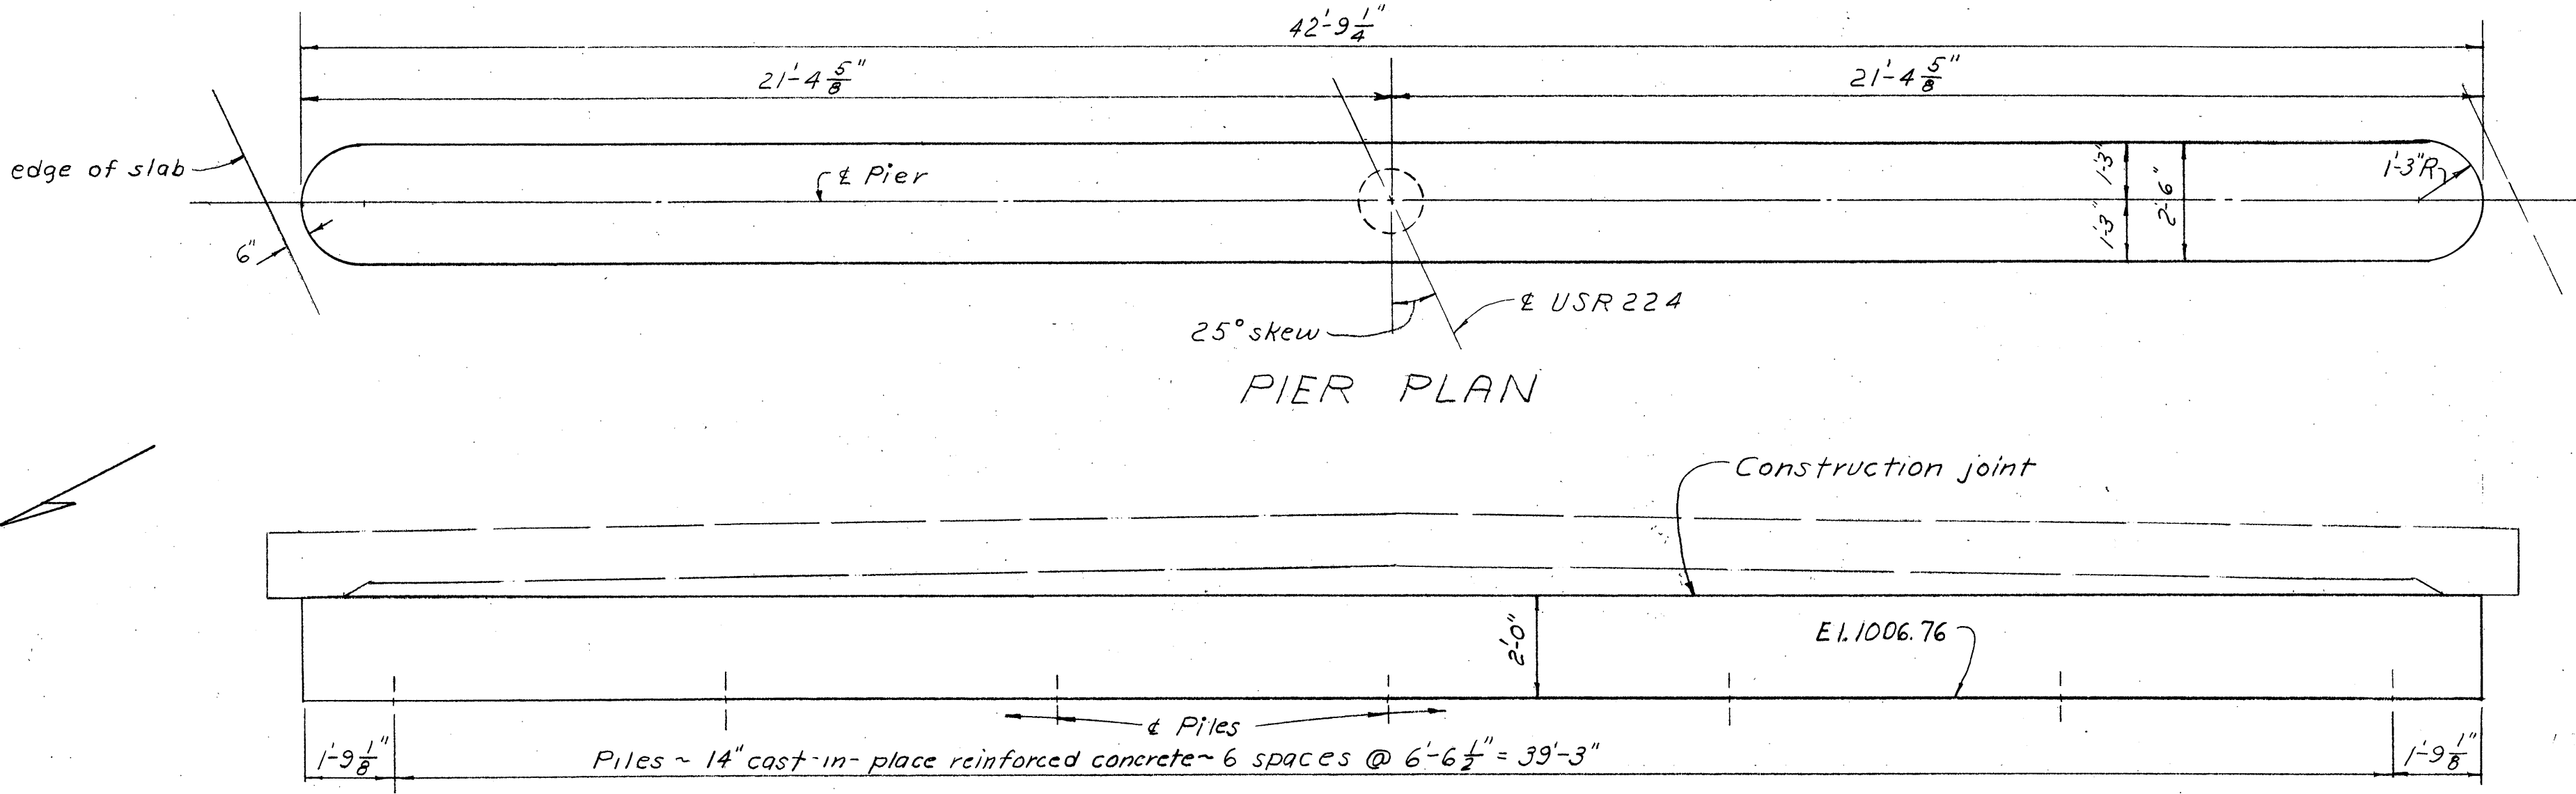 42'-9 1/4"
21'-4 5/8"
21'-4 5/8"
edge of slab
℄ Pier
1'-3"
1'-3"
2'-6"
1'-3"R
6"
℄ USR 224
25° skew
PIER PLAN
Construction joint
2'-0"
El. 1006.76
℄ Piles
1'-9 1/8"
Piles ~ 14" cast-in-place reinforced concrete ~ 6 spaces @ 6'-6 1/2" = 39'-3"
1'-9 1/8"